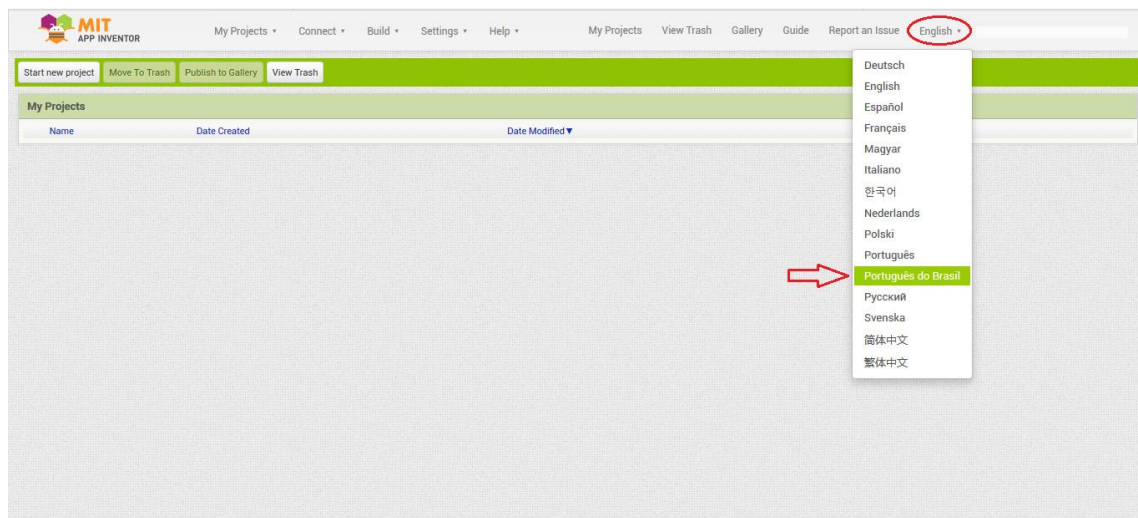 MIT
APP INVENTOR
My Projects Connect Build Settings Help My Projects View Trash Gallery Guide Report an Issue English
Start new project Move To Trash Publish to Gallery View Trash
My Projects
Name Date Created Date Modified
Deutsch
English
Español
Français
Magyar
Italiano
한국어
Nederlands
Polski
Português
Português do Brasil
Русский
Svenska
简体中文
繁体中文